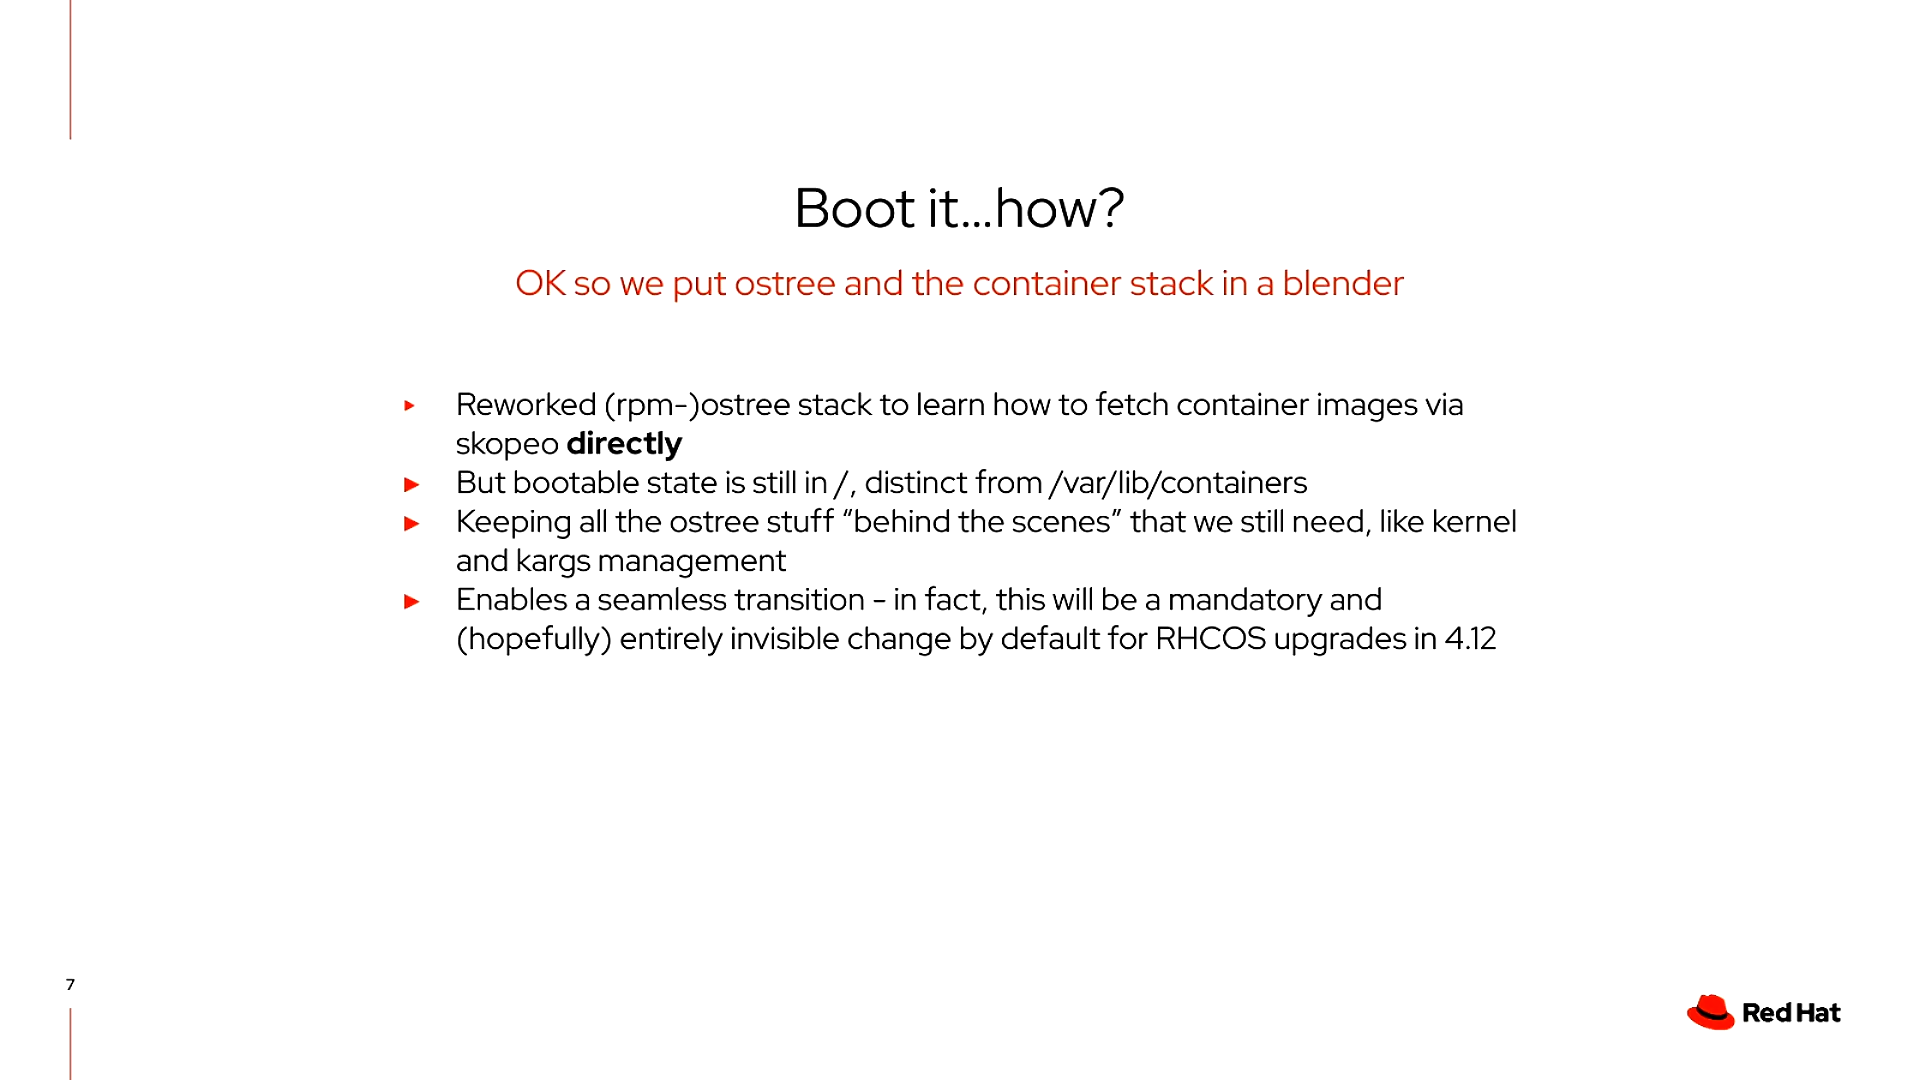 Boot it...how?
OK so we put ostree and the container stack in a blender
Reworked (rpm-)ostree stack to learn how to fetch container images via
skopeo directly
But bootable state is still in /, distinct from /var/lib/containers
Keeping all the ostree stuff “behind the scenes” that we still need, like kernel
and kargs management
Enables a seamless transition - in fact, this will be a mandatory and
(hopefully) entirely invisible change by default for RHCOS upgrades in 4.12
7
Red Hat